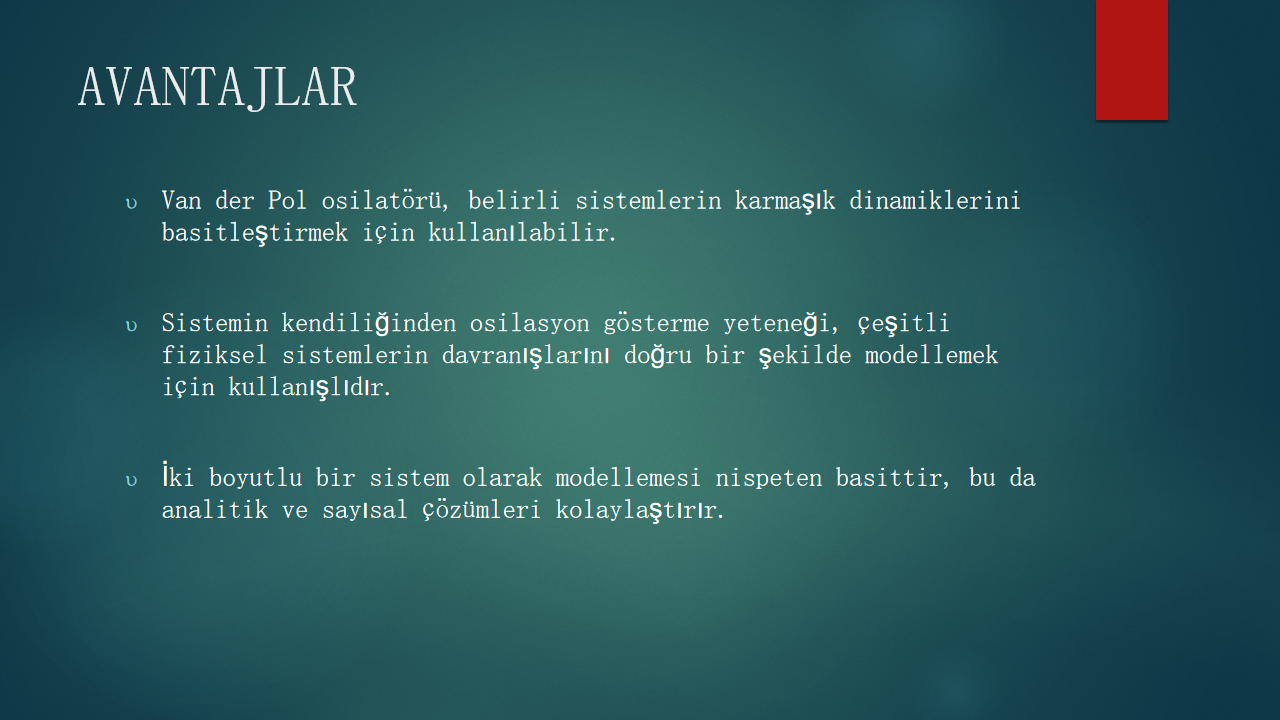 AVANTAJLAR
υ Van der Pol osilatörü, belirli sistemlerin karmaşık dinamiklerini
basitleştirmek için kullanılabilir.
υ Sistemin kendiliğinden osilasyon gösterme yeteneği, çeşitli
fiziksel sistemlerin davranışlarını doğru bir şekilde modellemek
için kullanışlıdır.
υ İki boyutlu bir sistem olarak modellemesi nispeten basittir, bu da
analitik ve sayısal çözümleri kolaylaştırır.